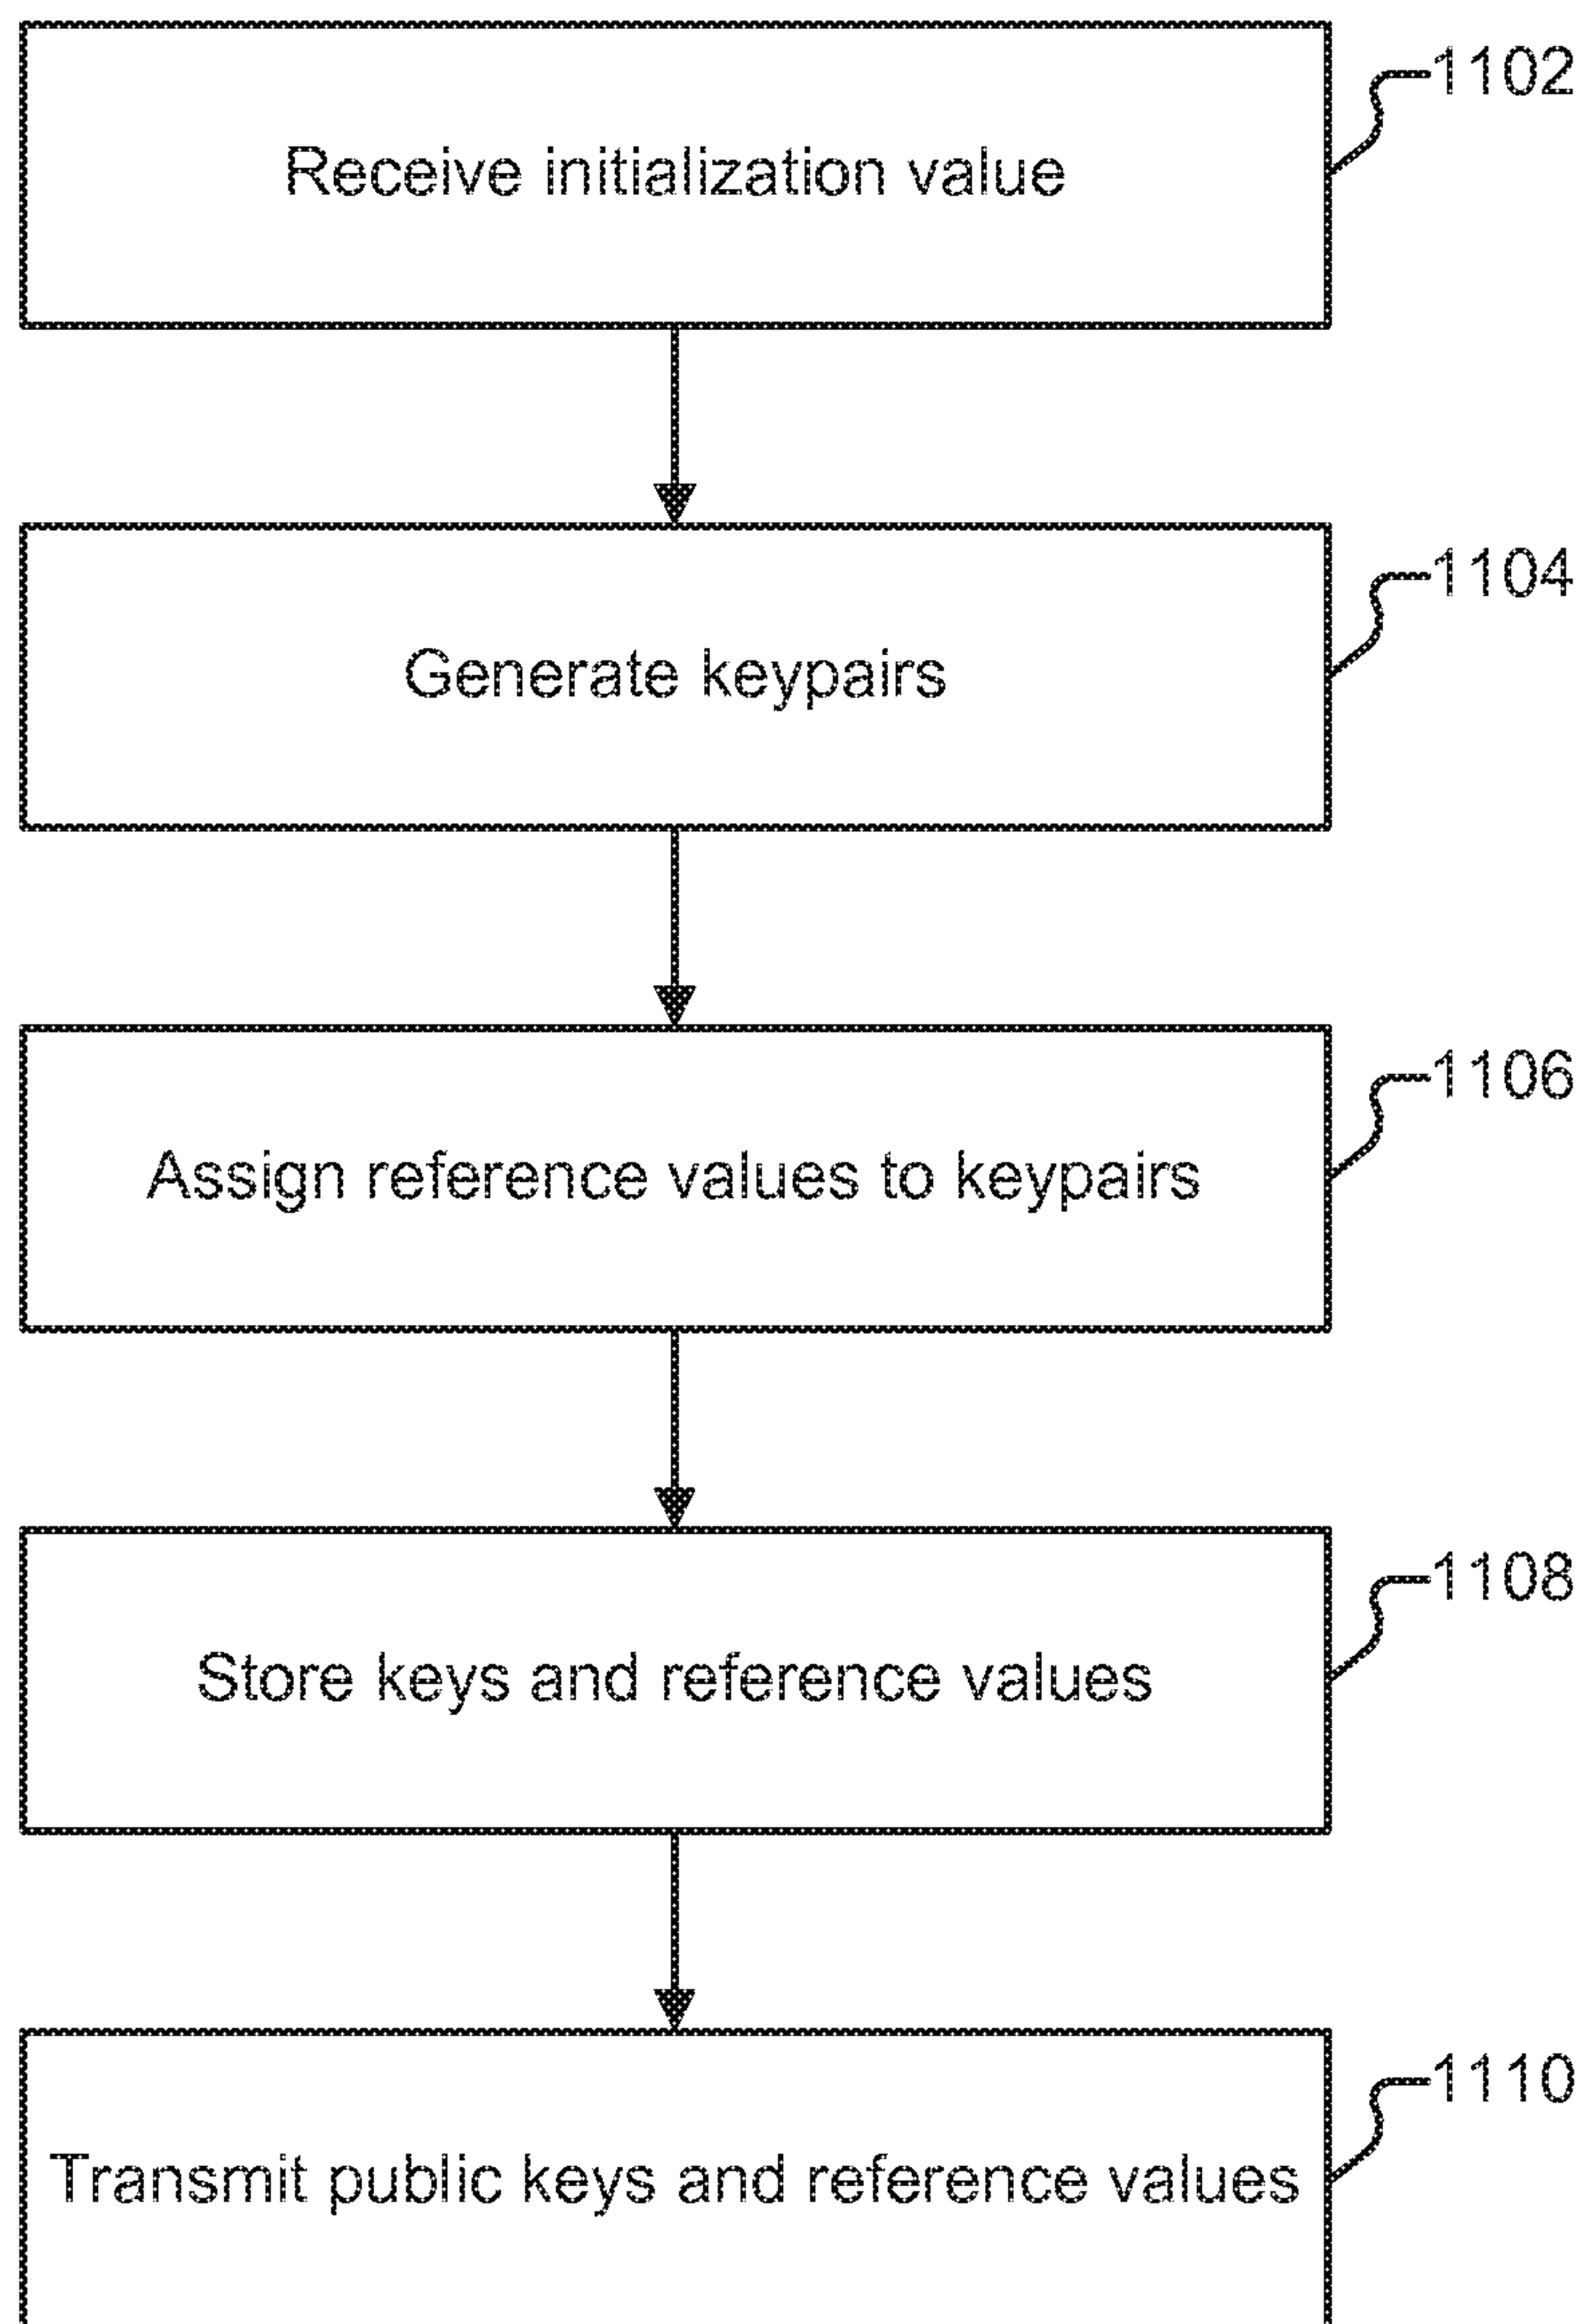 1102
Receive initialization value
1104
Generate keypairs
1106
Assign reference values to keypairs
1108
Store keys and reference values
1110
Transmit public keys and reference values